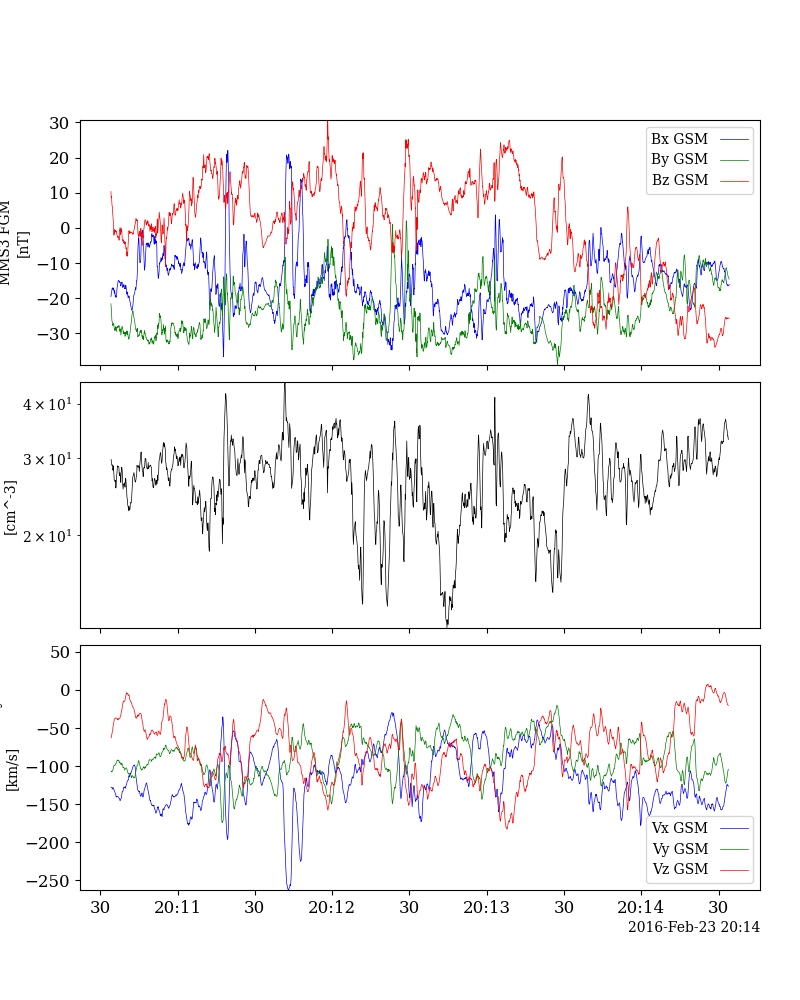 MMS3 FGM
[nT]
30
20
10
0
−10
−20
−30
Bx GSM
By GSM
Bz GSM
[cm^-3]
4×10¹
3×10¹
2×10¹
[km/s]
50
0
−50
−100
−150
−200
−250
Vx GSM
Vy GSM
Vz GSM
30 20:11 30 20:12 30 20:13 30 20:14 30
2016-Feb-23 20:14